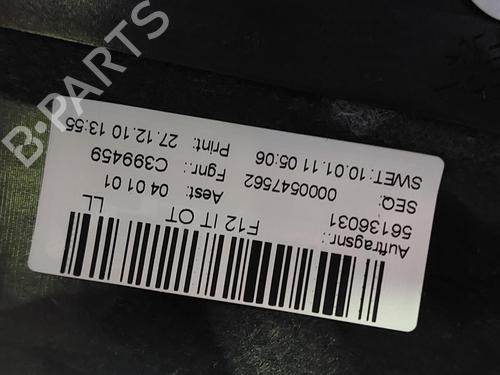 F12 IT OT
LL
Auftragsnr.:
56136031
Aest: 04 01 01
SEQ:
0000547562
Fgnr.: C399459
SWET: 10.01.11 05:06
Print: 27.12.10 13:55
B-PARTS